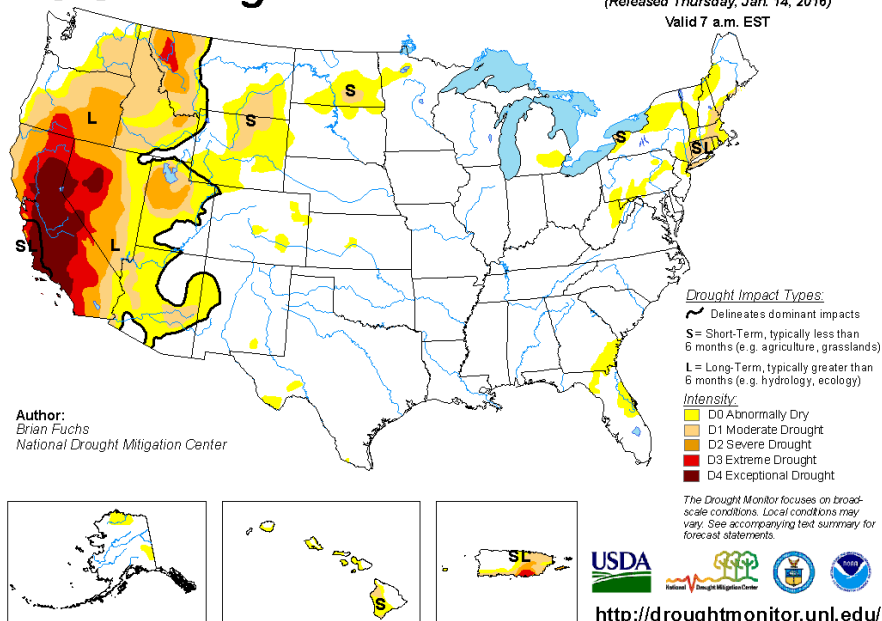 (Released Thursday, Jan. 14, 2016)
Valid 7 a.m. EST
L
S
S
S
SL
SL
L
Drought Impact Types:
Delineates dominant impacts
S = Short-Term, typically less than
6 months (e.g. agriculture, grasslands)
L = Long-Term, typically greater than
6 months (e.g. hydrology, ecology)
Intensity:
D0 Abnormally Dry
D1 Moderate Drought
D2 Severe Drought
D3 Extreme Drought
D4 Exceptional Drought
Author:
Brian Fuchs
National Drought Mitigation Center
The Drought Monitor focuses on broad-
scale conditions. Local conditions may
vary. See accompanying text summary for
forecast statements.
S
SL
USDA
National Drought Mitigation Center
NOAA
http://droughtmonitor.unl.edu/